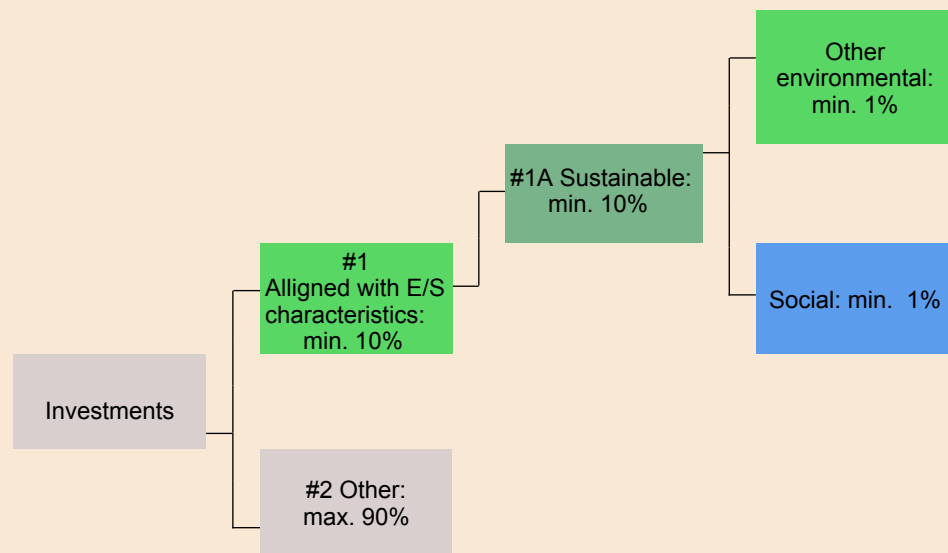 Other
environmental:
min. 1%
#1A Sustainable:
min. 10%
#1
Alligned with E/S
characteristics:
min. 10%
Social: min. 1%
Investments
#2 Other:
max. 90%